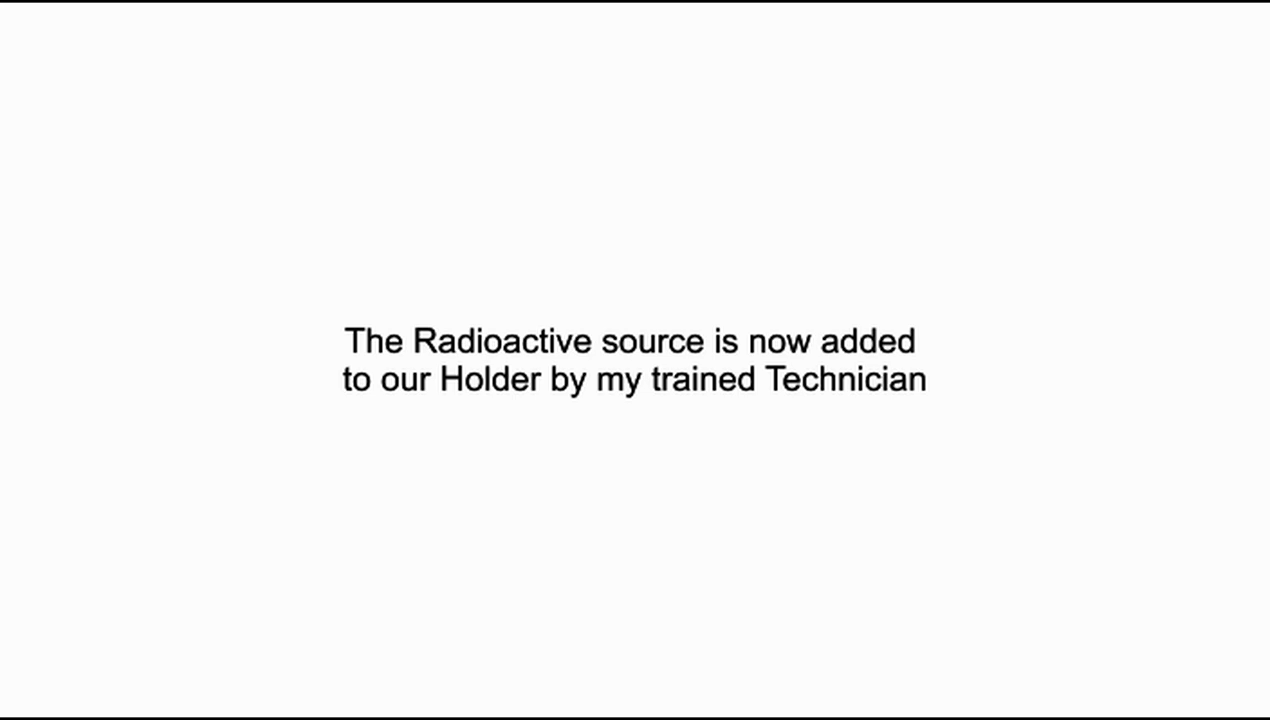 The Radioactive source is now added
to our Holder by my trained Technician